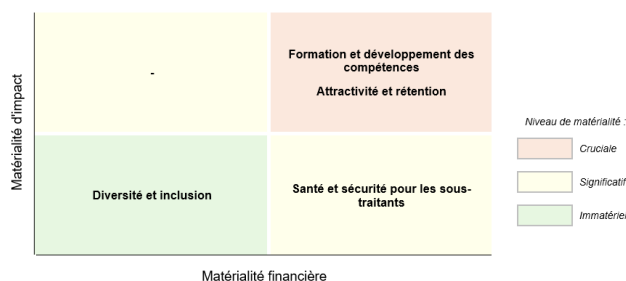 Matérialité d'impact
-
Formation et développement des
compétences
Attractivité et rétention
Diversité et inclusion
Santé et sécurité pour les sous-
traitants
Matérialité financière
Niveau de matérialité :
Cruciale
Significatif
Immatériel